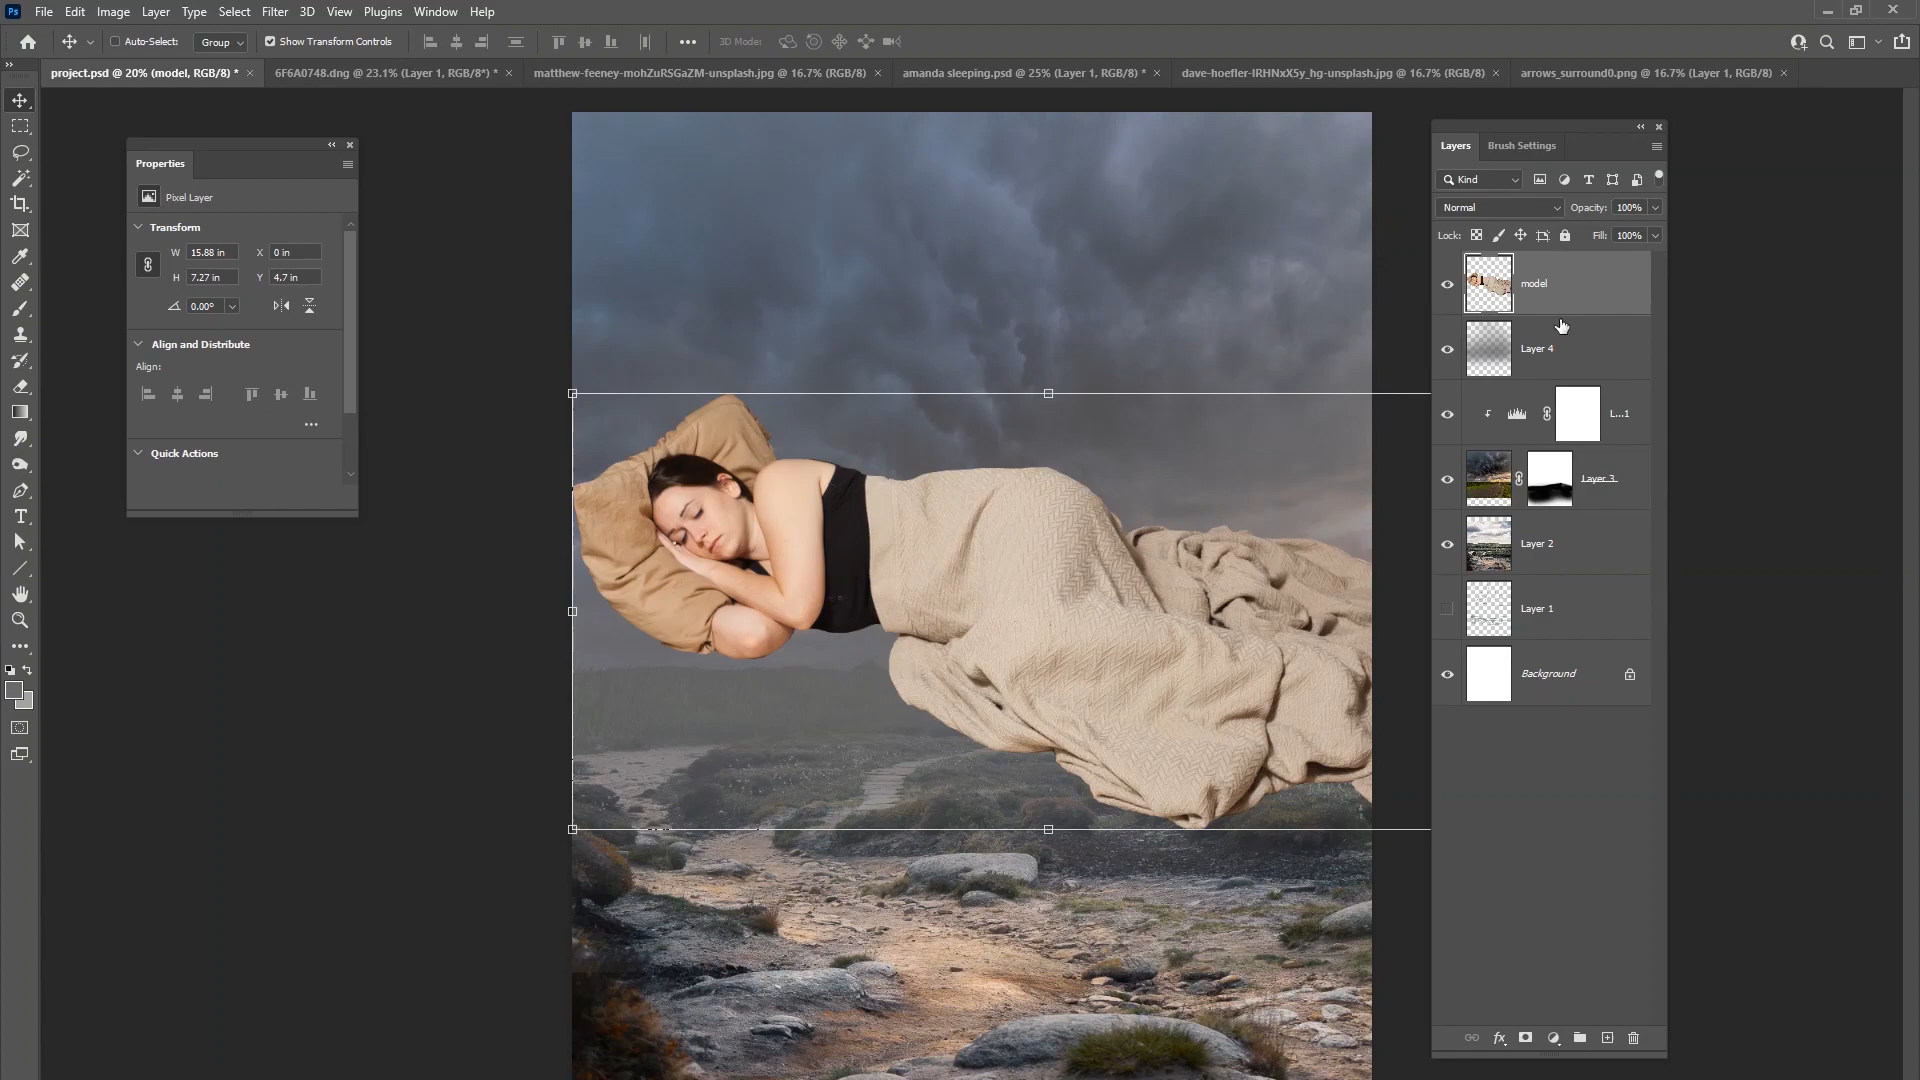 Ps File Edit Image Layer Type Select Filter 3D View Plugins Window Help
Auto-Select: Group Show Transform Controls 3D Mode:
project.psd @ 20% (model, RGB/8) * 6F6A0748.dng @ 23.1% (Layer 1, RGB/8*) * matthew-feeney-mohZuRSGaZM-unsplash.jpg @ 16.7% (RGB/8) amanda sleeping.psd @ 25% (Layer 1, RGB/8) * dave-hoefler-IRHNxX5y_hg-unsplash.jpg @ 16.7% (RGB/8) arrows_surround0.png @ 16.7% (Layer 1, RGB/8)
Properties
Pixel Layer
Transform
W 15.88 in X 0 in
H 7.27 in Y 4.7 in
0.00°
Align and Distribute
Align:
Quick Actions
Layers Brush Settings
Kind
Normal Opacity: 100%
Lock: Fill: 100%
model
Layer 4
L...1
Layer 3
Layer 2
Layer 1
Background